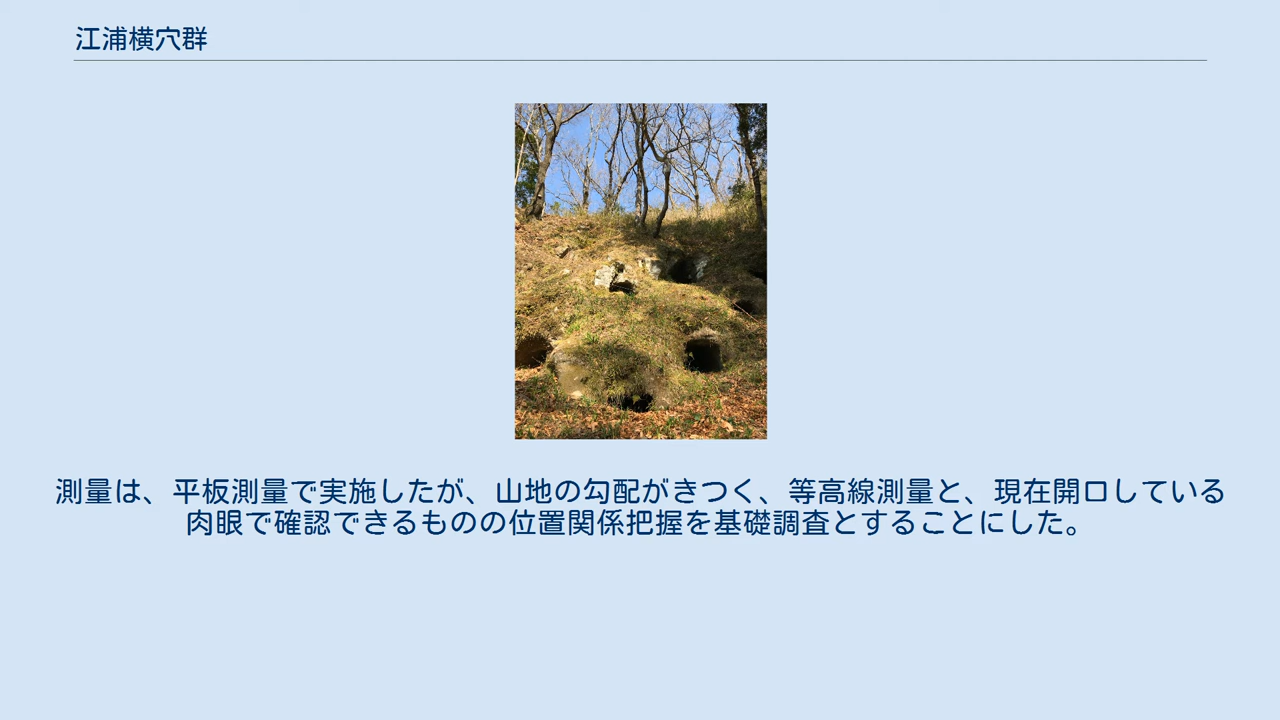 江浦横穴群
測量は、平板測量で実施したが、山地の勾配がきつく、等高線測量と、現在開口している
肉眼で確認できるものの位置関係把握を基礎調査とすることにした。